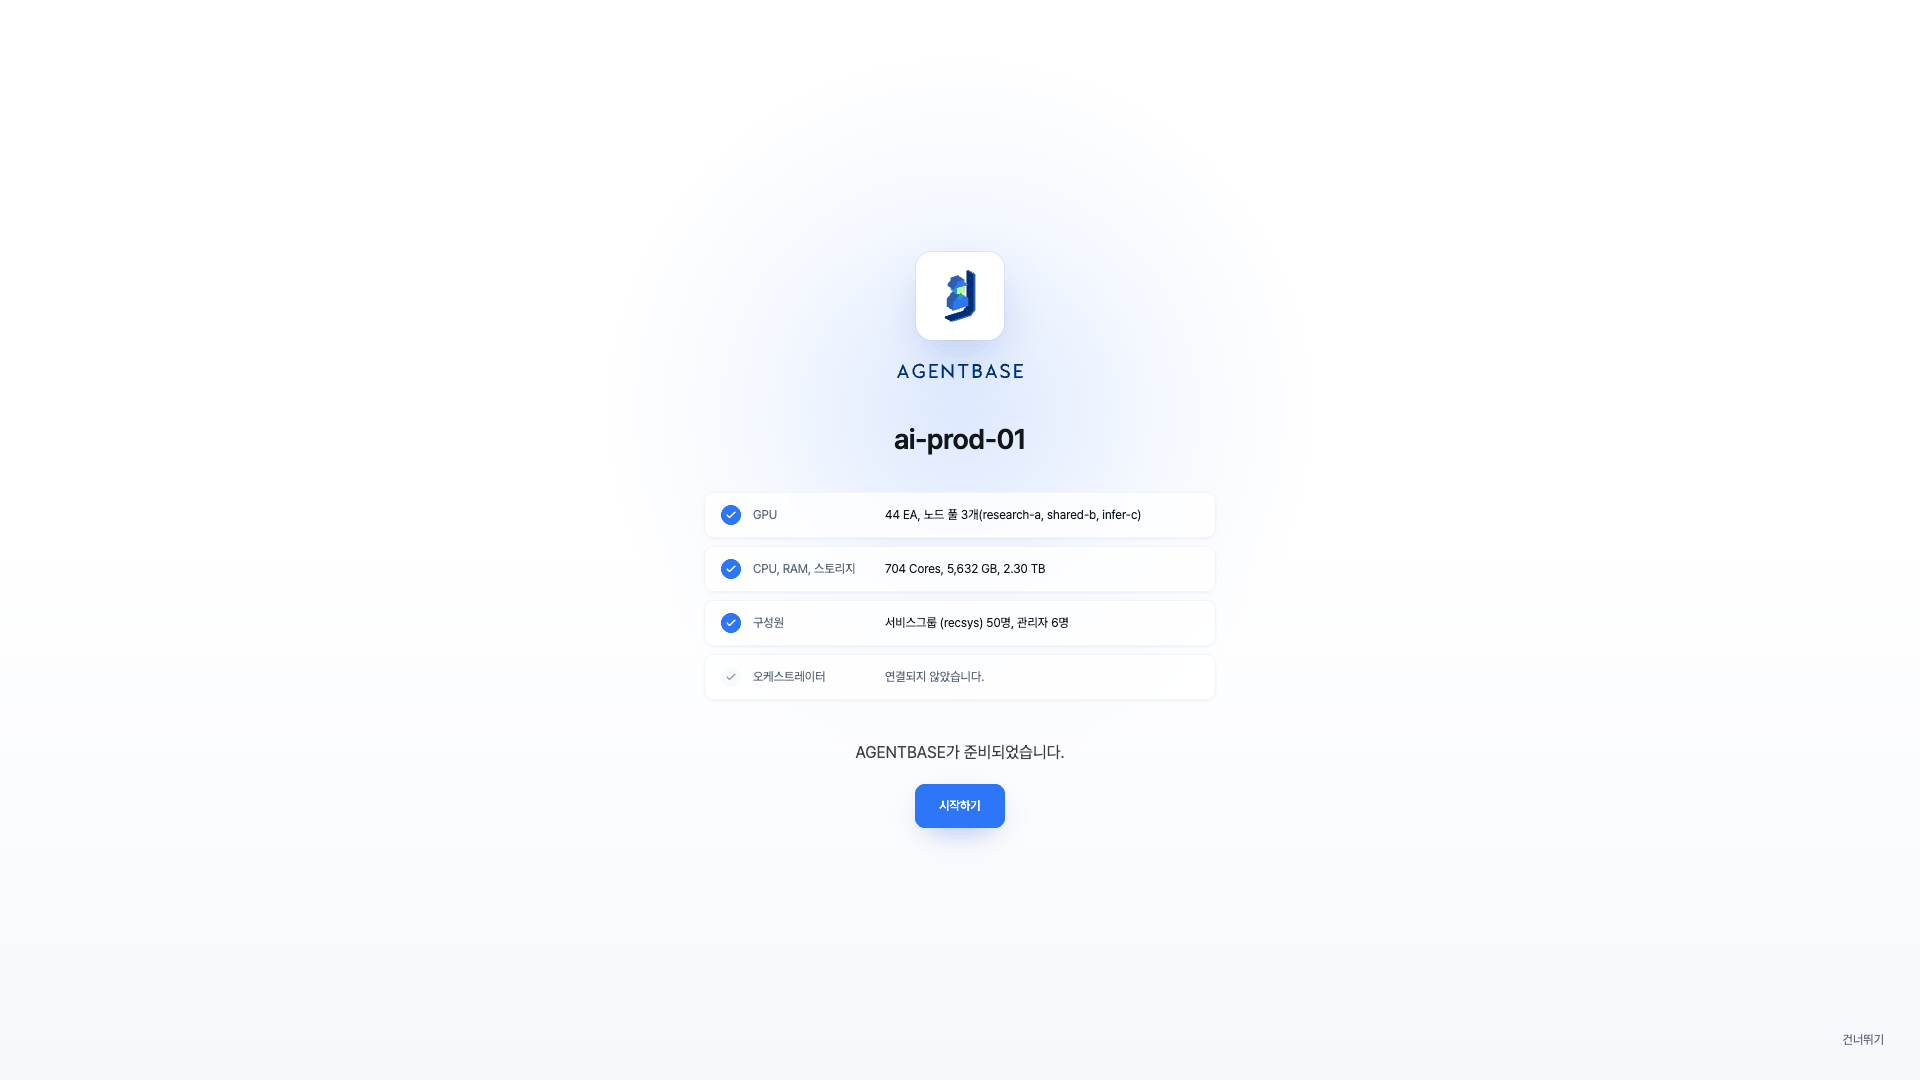 AGENTBASE
ai-prod-01
GPU 44 EA, 노드 풀 3개(research-a, shared-b, infer-c)
CPU, RAM, 스토리지 704 Cores, 5,632 GB, 2.30 TB
구성원 서비스그룹 (recsys) 50명, 관리자 6명
오케스트레이터 연결되지 않았습니다.
AGENTBASE가 준비되었습니다.
시작하기
건너뛰기